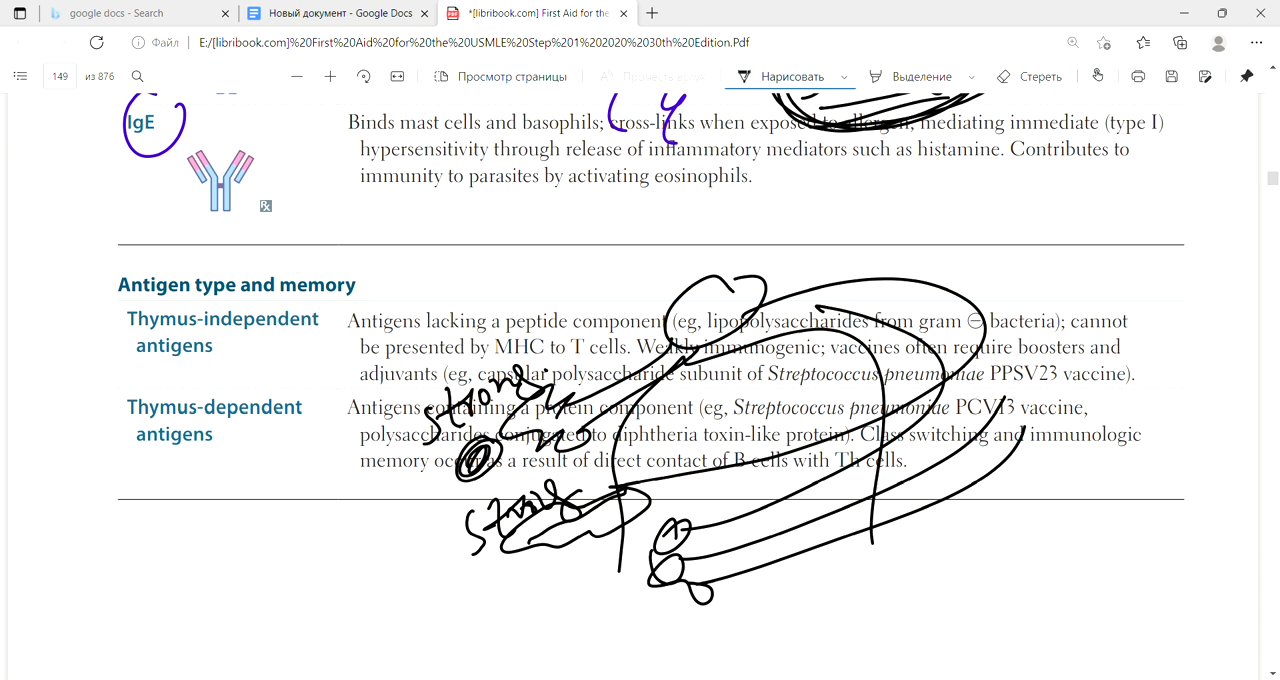 google docs - Search
Новый документ - Google Docs
*[libribook.com] First Aid for the
Файл
E:/[libribook.com]%20First%20Aid%20for%20the%20USMLE%20Step%201%202020%2030th%20Edition.Pdf
149 из 876
Просмотр страницы
Прочесть вслух
Нарисовать
Выделение
Стереть
IgE
Binds mast cells and basophils; cross-links when exposed to allergen, mediating immediate (type I)
hypersensitivity through release of inflammatory mediators such as histamine. Contributes to
immunity to parasites by activating eosinophils.
Rx
Antigen type and memory
Thymus-independent
antigens
Antigens lacking a peptide component (eg, lipopolysaccharides from gram ⊖ bacteria); cannot
be presented by MHC to T cells. Weakly immunogenic; vaccines often require boosters and
adjuvants (eg, capsular polysaccharide subunit of Streptococcus pneumoniae PPSV23 vaccine).
Thymus-dependent
antigens
Antigens containing a protein component (eg, Streptococcus pneumoniae PCV13 vaccine,
polysaccharides conjugated to diphtheria toxin-like protein). Class switching and immunologic
memory occurs as a result of direct contact of B cells with Th cells.
strong